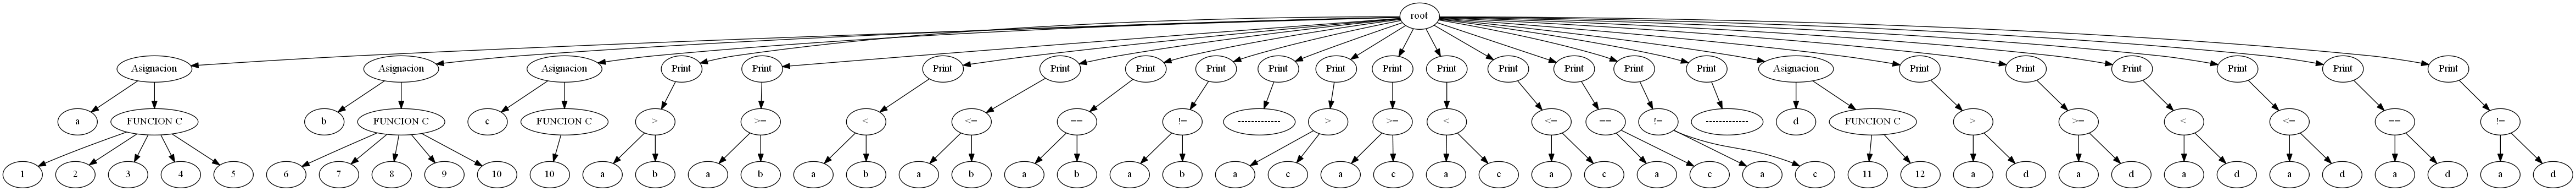 root
Asignacion Asignacion Asignacion Print Print Print Print Print Print Print Print Print Print Print Print Print Print Asignacion Print Print Print Print Print Print
a FUNCION C b FUNCION C c FUNCION C > >= < <= == != ------------- > >= < <= == != ------------- d FUNCION C > >= < <= == !=
1 2 3 4 5 6 7 8 9 10 10 a b a b a b a b a b a b a c a c a c a c a c a c 11 12 a d a d a d a d a d a d